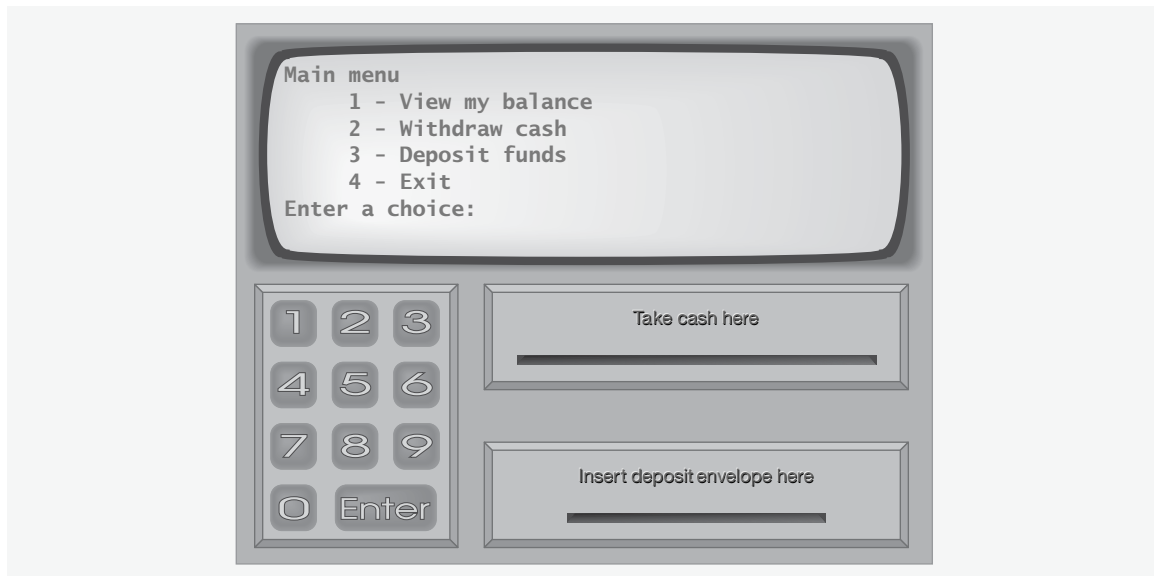 Main menu
1 - View my balance
2 - Withdraw cash
3 - Deposit funds
4 - Exit
Enter a choice:
1 2 3
4 5 6
7 8 9
0 Enter
Take cash here
Insert deposit envelope here